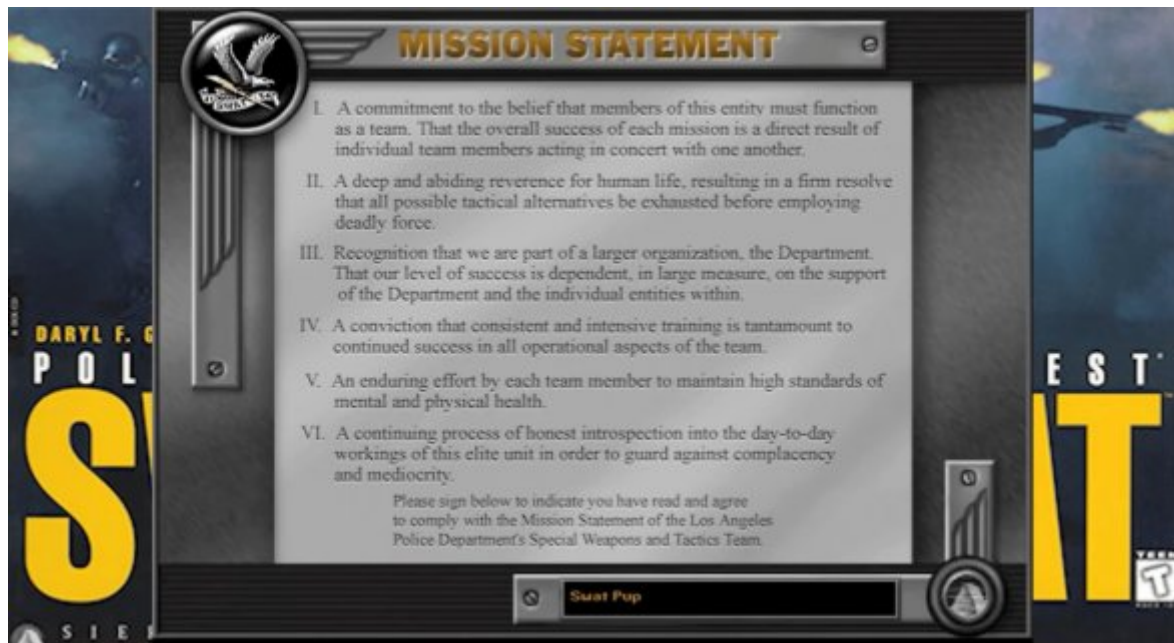 MISSION STATEMENT
I. A commitment to the belief that members of this entity must function
as a team. That the overall success of each mission is a direct result of
individual team members acting in concert with one another.
II. A deep and abiding reverence for human life, resulting in a firm resolve
that all possible tactical alternatives be exhausted before employing
deadly force.
III. Recognition that we are part of a larger organization, the Department.
That our level of success is dependent, in large measure, on the support
of the Department and the individual entities within.
IV. A conviction that consistent and intensive training is tantamount to
continued success in all operational aspects of the team.
V. An enduring effort by each team member to maintain high standards of
mental and physical health.
VI. A continuing process of honest introspection into the day-to-day
workings of this elite unit in order to guard against complacency
and mediocrity.
Please sign below to indicate you have read and agree
to comply with the Mission Statement of the Los Angeles
Police Department's Special Weapons and Tactics Team.
Swat Pup
DARYL F. G
POL
EST
S
AT
SIER
TEEN
T